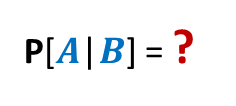 P[A|B] = ?